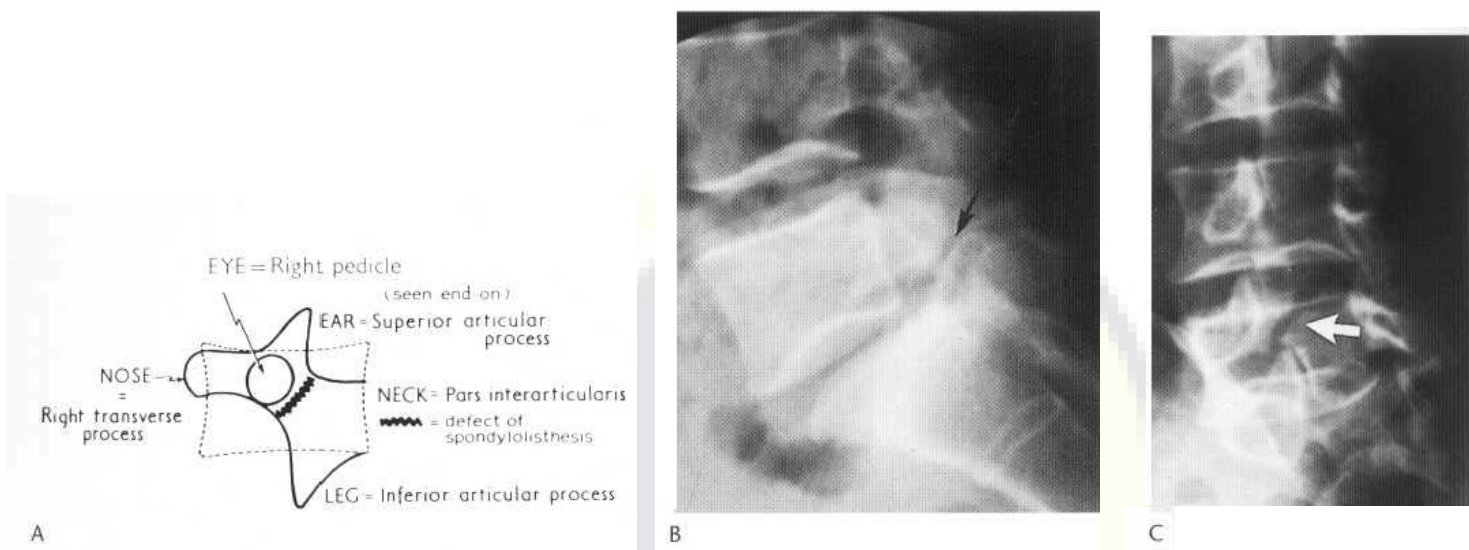 EYE = Right pedicle
(seen end on)
EAR = Superior articular
process
NOSE
=
Right transverse
process
NECK = Pars interarticularis
= defect of
spondylolisthesis
LEG = Inferior articular process
A
B
C